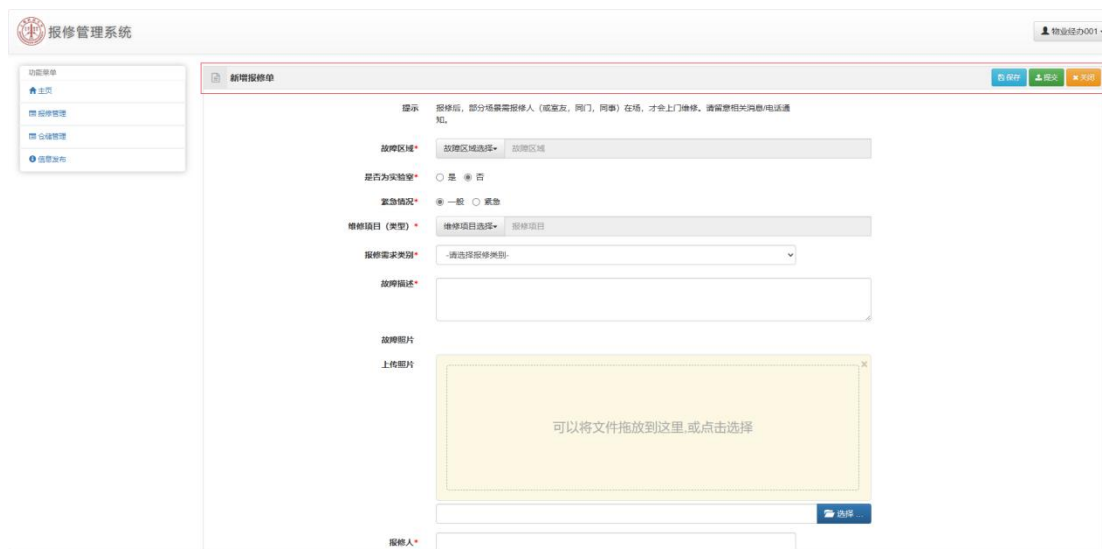 报修管理系统
物业经办001
功能菜单
主页
报修管理
仓储管理
信息发布
新增报修单
保存 提交 关闭
提示 报修后，部分场景需报修人（或室友，同门，同事）在场，才会上门维修。请留意相关消息/电话通
知。
故障区域* 故障区域选择 故障区域
是否为实验室* 是 否
紧急情况* 一般 紧急
维修项目（类型）* 维修项目选择 报修项目
报修需求类别* -请选择报修类别-
故障描述*
故障照片
上传照片
可以将文件拖放到这里,或点击选择
选择 ...
报修人*